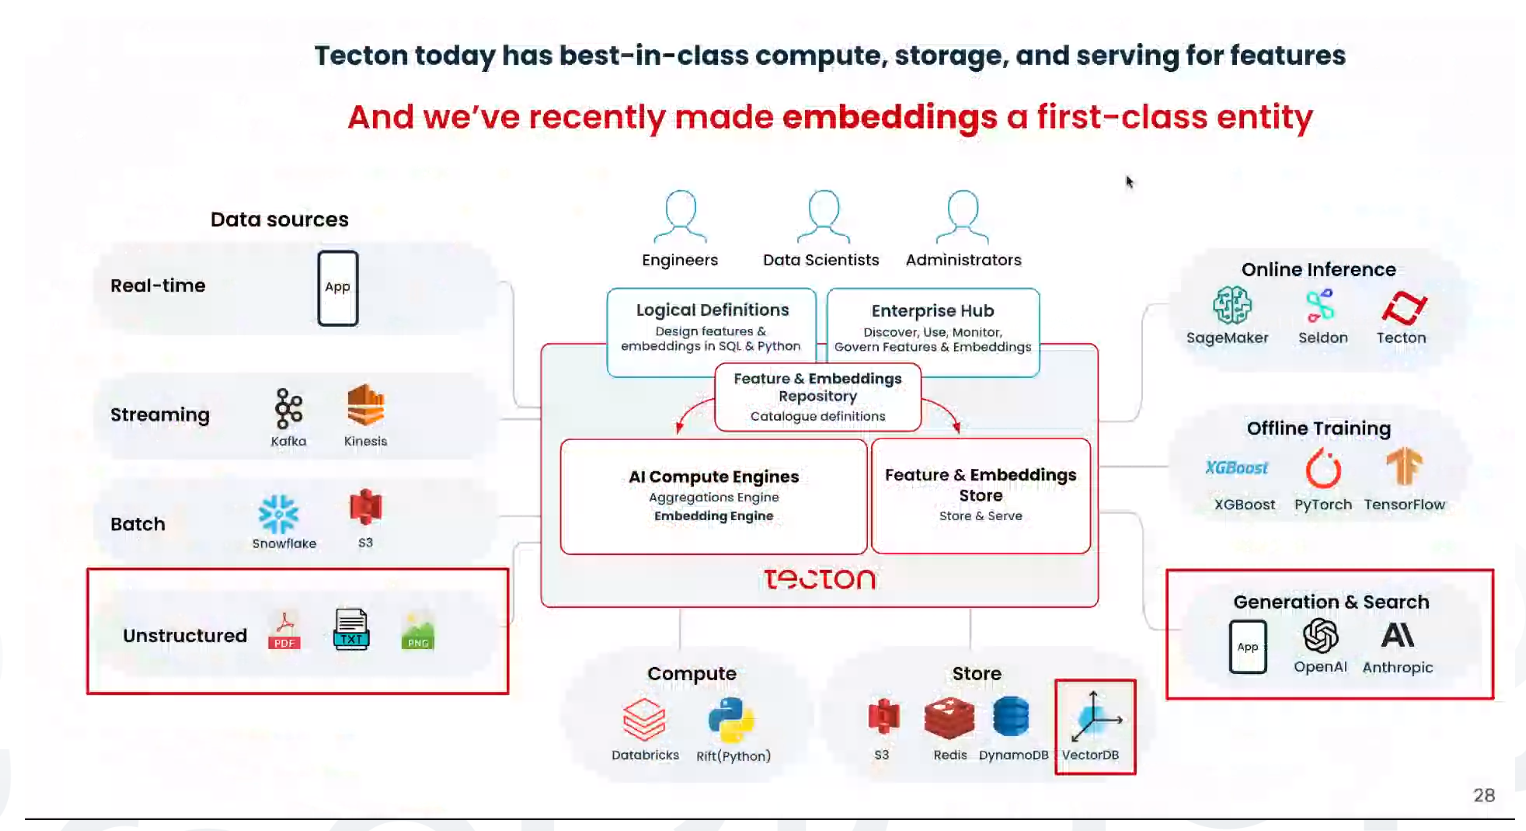 Tecton today has best-in-class compute, storage, and serving for features
And we've recently made embeddings a first-class entity
Data sources
Real-time
App
Streaming
Kafka
Kinesis
Batch
Snowflake
S3
Unstructured
PDF
TXT
PNG
Engineers
Data Scientists
Administrators
Logical Definitions
Design features &
embeddings in SQL & Python
Enterprise Hub
Discover, Use, Monitor,
Govern Features & Embeddings
Feature & Embeddings
Repository
Catalogue definitions
AI Compute Engines
Aggregations Engine
Embedding Engine
Feature & Embeddings
Store
Store & Serve
tecton
Compute
Databricks
Rift(Python)
Store
S3
Redis
DynamoDB
VectorDB
Online Inference
SageMaker
Seldon
Tecton
Offline Training
XGBoost
XGBoost
PyTorch
TensorFlow
Generation & Search
App
OpenAI
Anthropic
28